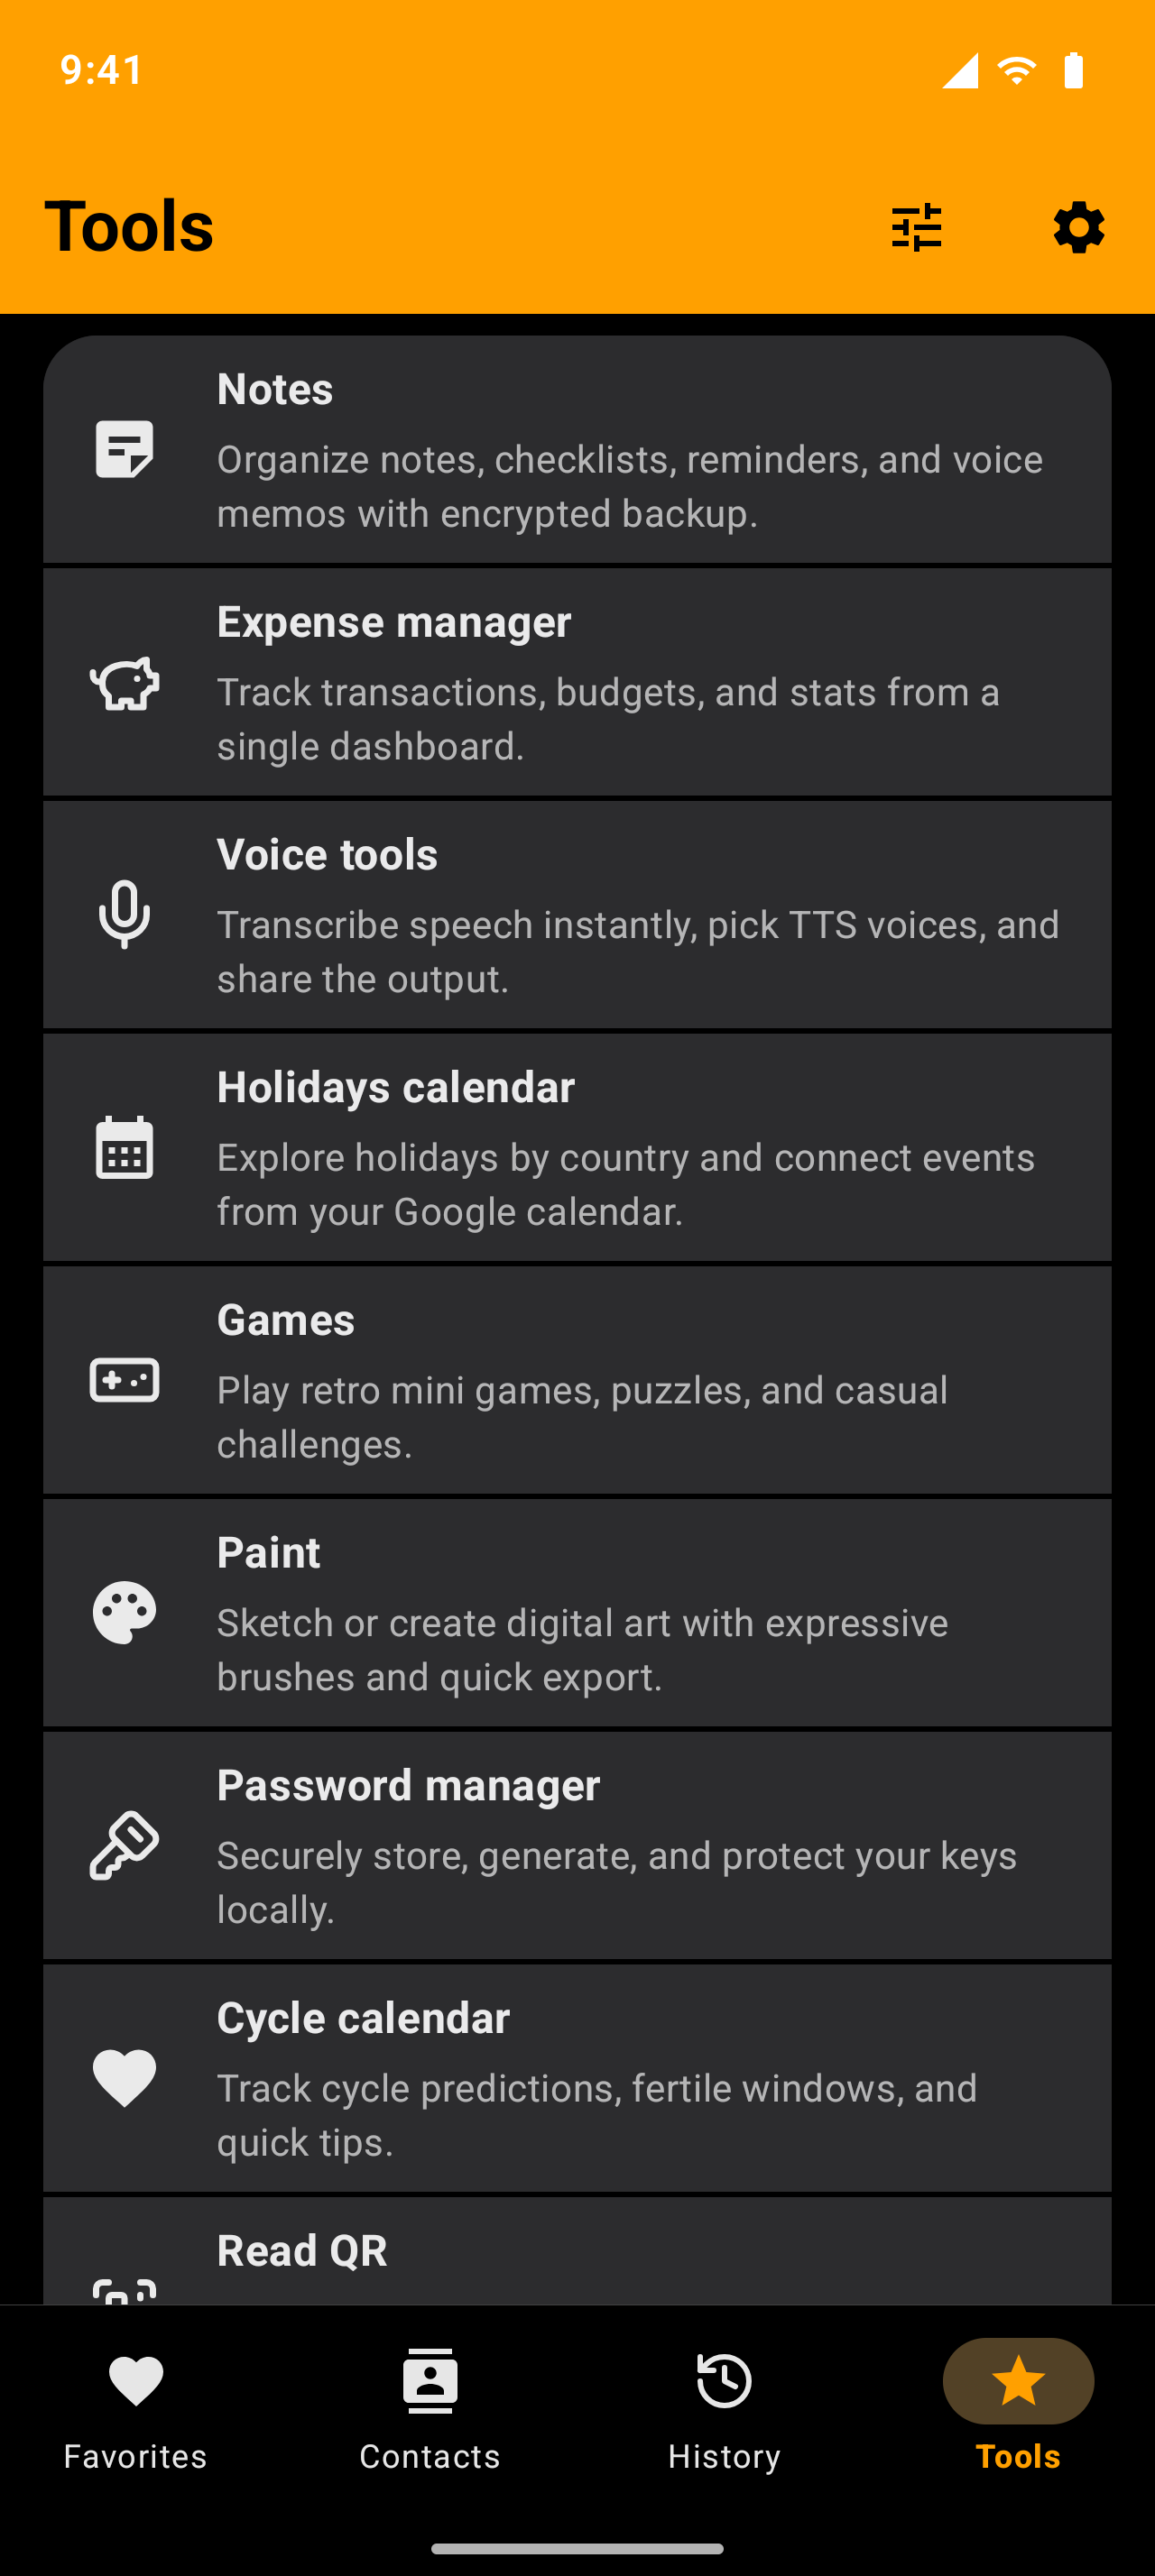 9:41
Tools
Notes
Organize notes, checklists, reminders, and voice
memos with encrypted backup.
Expense manager
Track transactions, budgets, and stats from a
single dashboard.
Voice tools
Transcribe speech instantly, pick TTS voices, and
share the output.
Holidays calendar
Explore holidays by country and connect events
from your Google calendar.
Games
Play retro mini games, puzzles, and casual
challenges.
Paint
Sketch or create digital art with expressive
brushes and quick export.
Password manager
Securely store, generate, and protect your keys
locally.
Cycle calendar
Track cycle predictions, fertile windows, and
quick tips.
Read QR
Favorites
Contacts
History
Tools